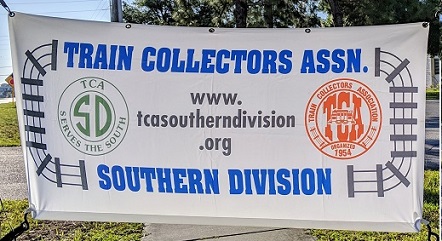 TRAIN COLLECTORS ASSN.
TCA
SD
SERVES THE SOUTH
www.
tcasoutherndivision
.org
TRAIN COLLECTORS ASSOCIATION
TCA
ORGANIZED
1954
SOUTHERN DIVISION